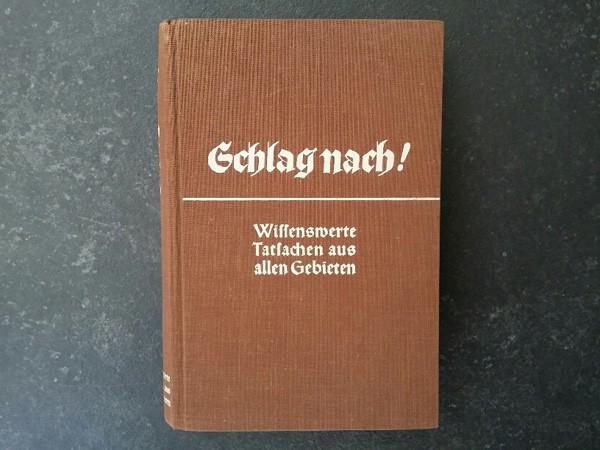 Schlag nach!
Wiſſenswerte
Tatſachen aus
allen Gebieten